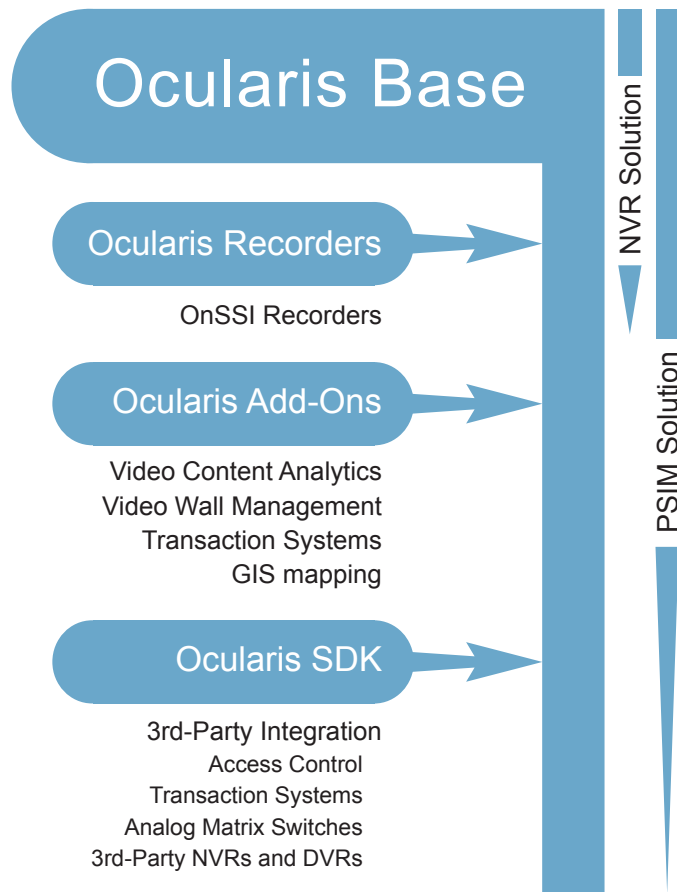 Ocularis Base
NVR Solution
Ocularis Recorders
OnSSI Recorders
PSIM Solution
Ocularis Add-Ons
Video Content Analytics
Video Wall Management
Transaction Systems
GIS mapping
Ocularis SDK
3rd-Party Integration
Access Control
Transaction Systems
Analog Matrix Switches
3rd-Party NVRs and DVRs